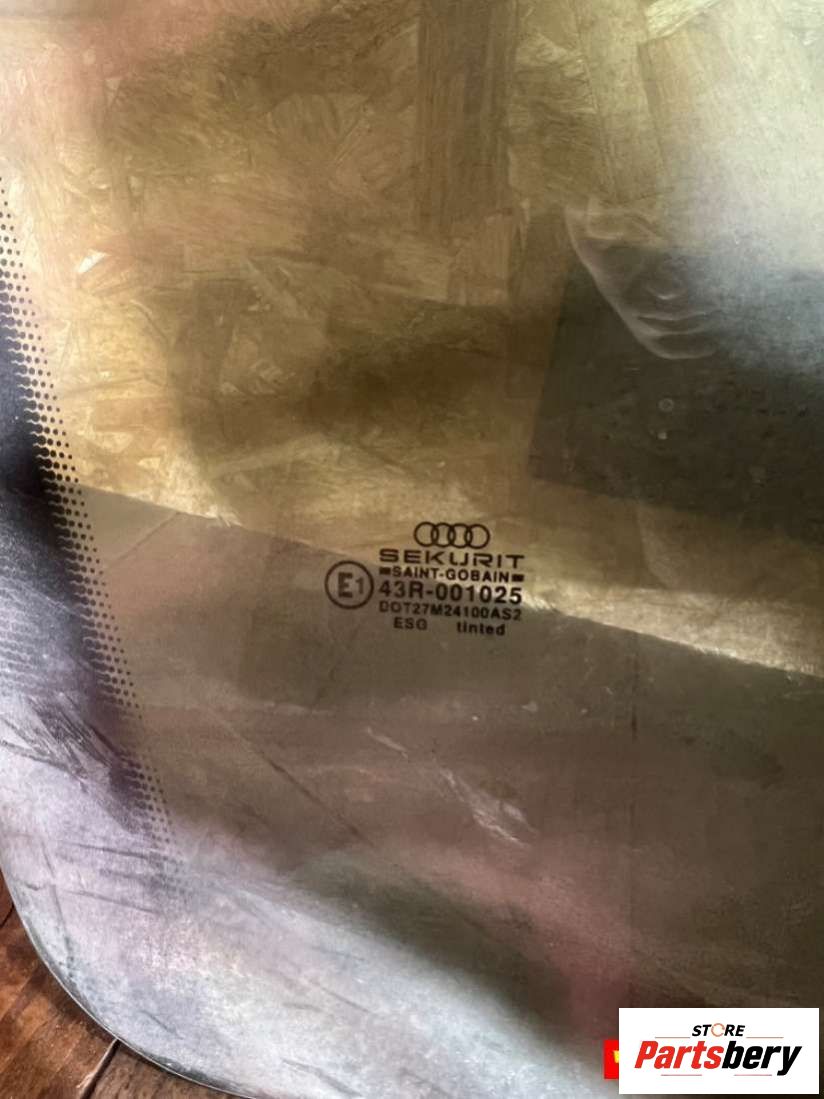 SEKURIT
SAINT-GOBAIN
E1
43R-001025
DOT27M24100AS2
ESG tinted
STORE
Partsbery